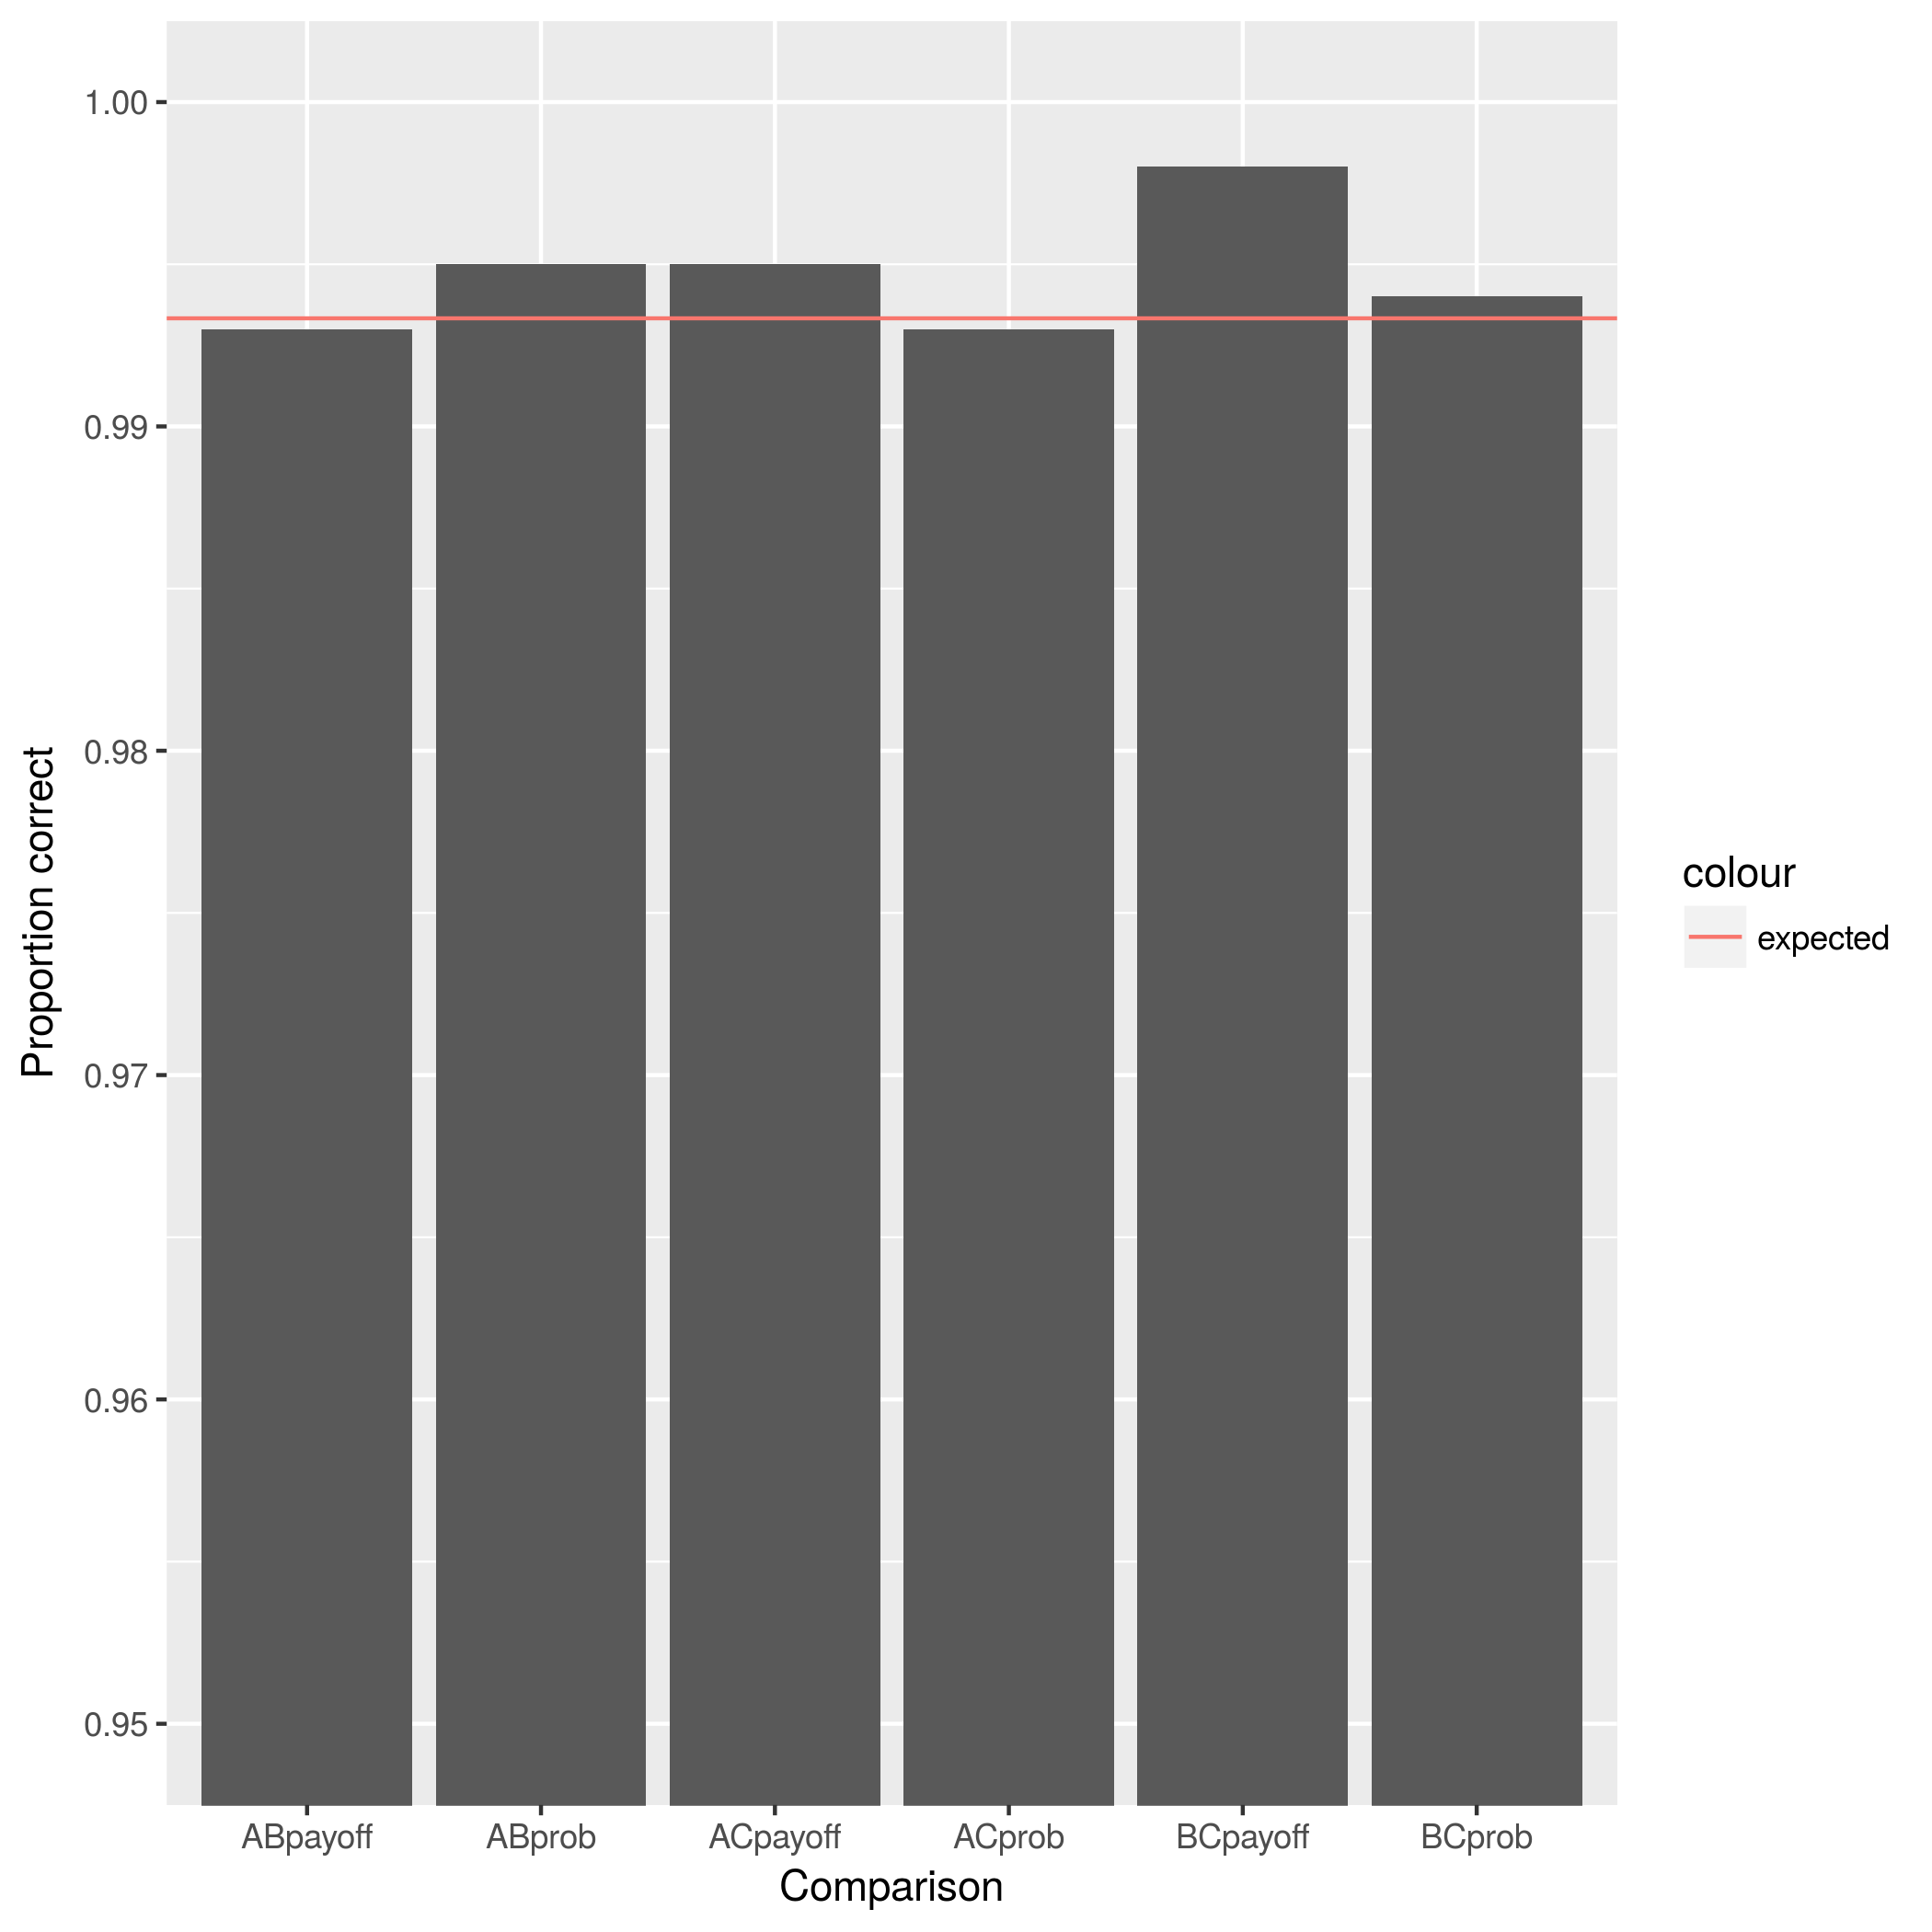 Proportion correct
1.00
0.99
0.98
0.97
0.96
0.95
ABpayoff
ABprob
ACpayoff
ACprob
BCpayoff
BCprob
Comparison
colour
expected